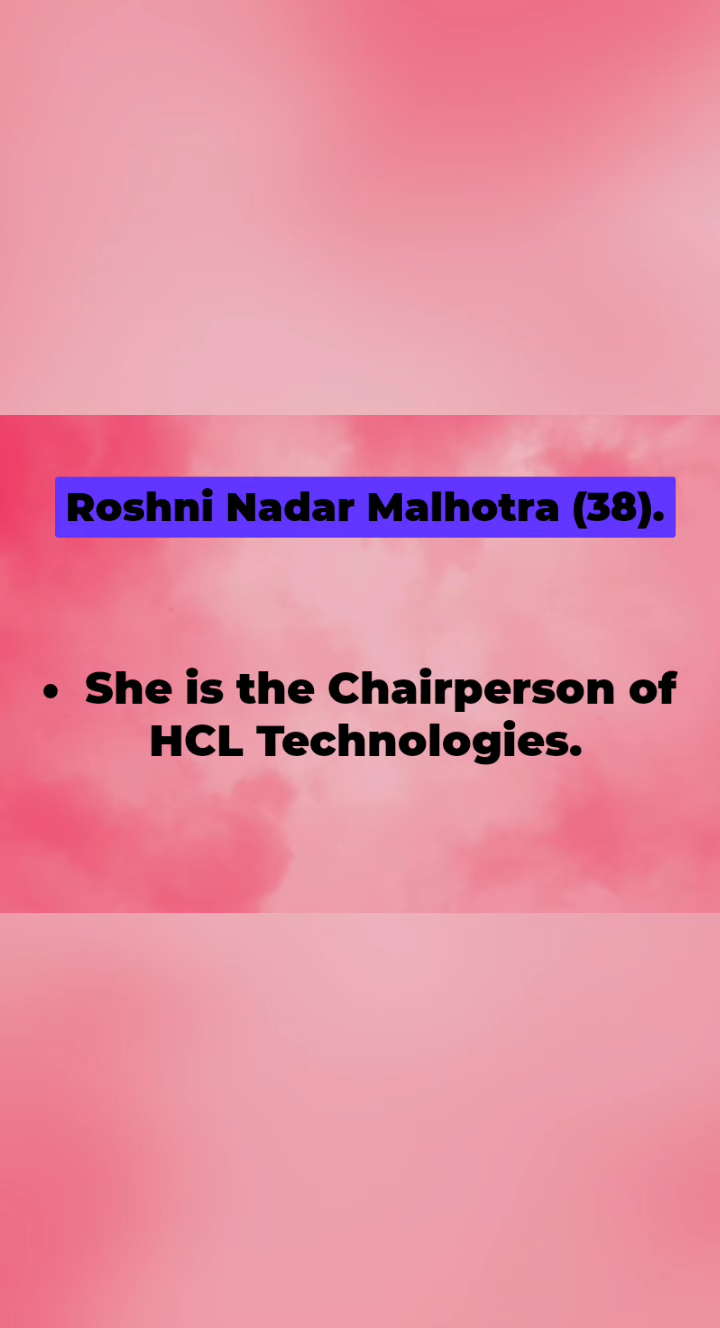 Roshni Nadar Malhotra (38).
• She is the Chairperson of
HCL Technologies.